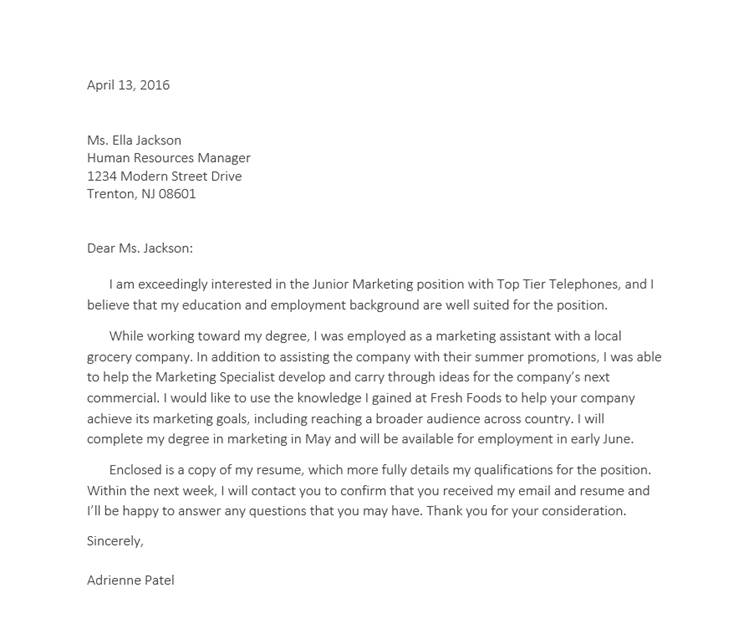 April 13, 2016
Ms. Ella Jackson
Human Resources Manager
1234 Modern Street Drive
Trenton, NJ 08601
Dear Ms. Jackson:
I am exceedingly interested in the Junior Marketing position with Top Tier Telephones, and I
believe that my education and employment background are well suited for the position.
While working toward my degree, I was employed as a marketing assistant with a local
grocery company. In addition to assisting the company with their summer promotions, I was able
to help the Marketing Specialist develop and carry through ideas for the company’s next
commercial. I would like to use the knowledge I gained at Fresh Foods to help your company
achieve its marketing goals, including reaching a broader audience across country. I will
complete my degree in marketing in May and will be available for employment in early June.
Enclosed is a copy of my resume, which more fully details my qualifications for the position.
Within the next week, I will contact you to confirm that you received my email and resume and
I’ll be happy to answer any questions that you may have. Thank you for your consideration.
Sincerely,
Adrienne Patel